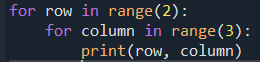 for row in range(2):
    for column in range(3):
        print(row, column)